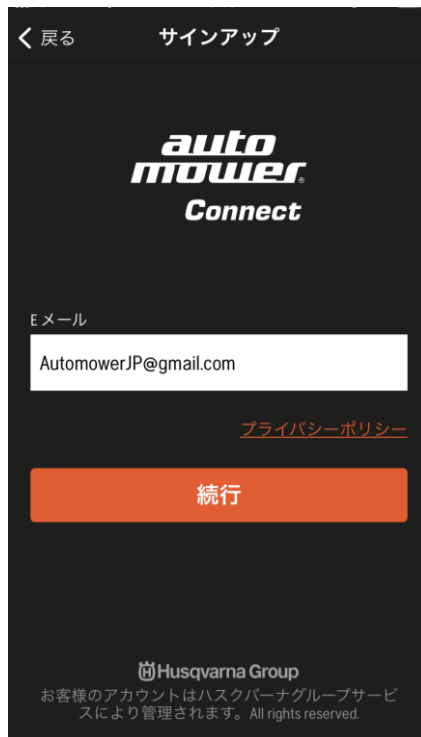 戻る
サインアップ
auto
mower®
Connect
Eメール
AutomowerJP@gmail.com
プライバシーポリシー
続行
Husqvarna Group
お客様のアカウントはハスクバーナグループサービ
スにより管理されます。All rights reserved.